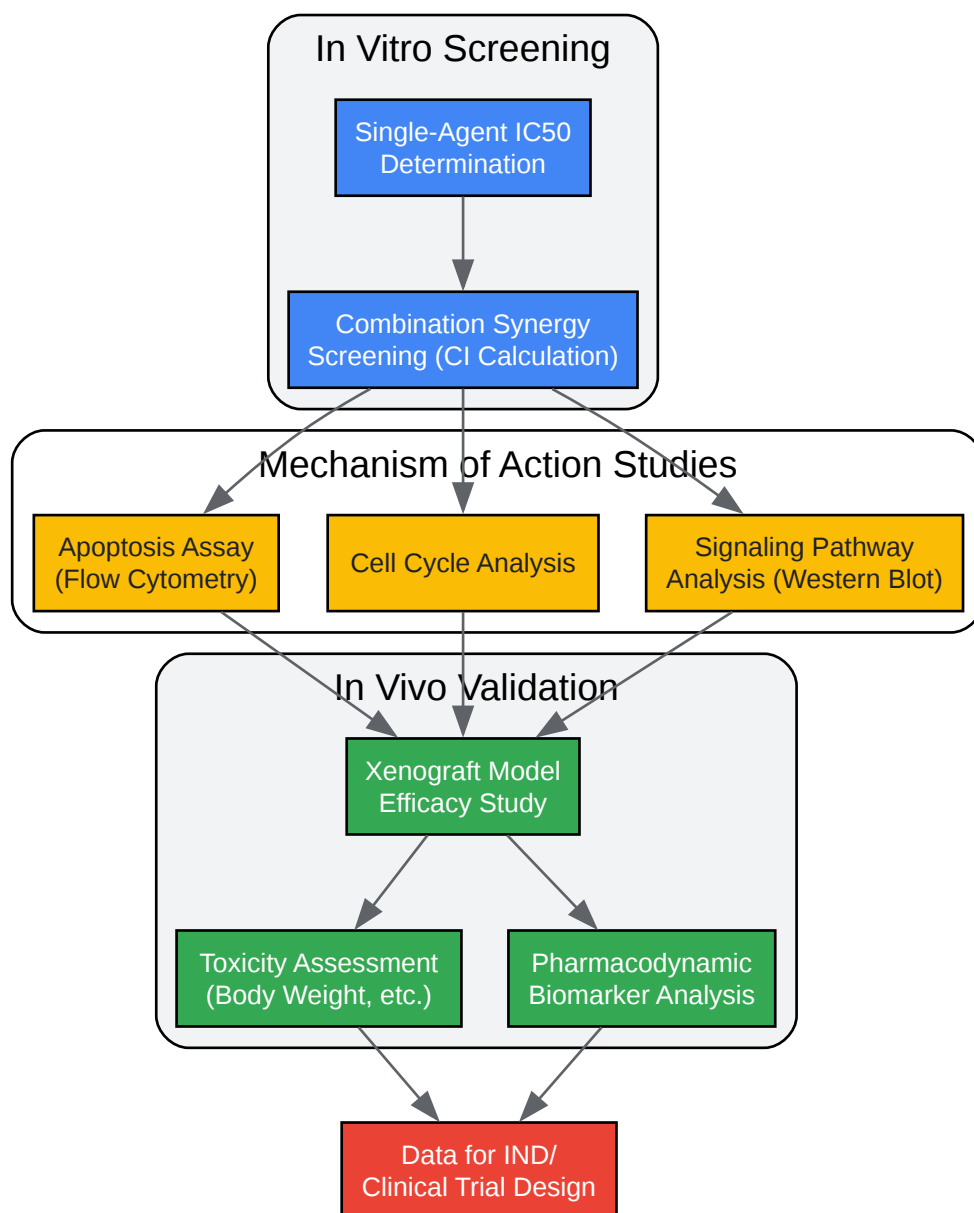 In Vitro Screening
Single-Agent IC50
Determination
Combination Synergy
Screening (CI Calculation)
Mechanism of Action Studies
Apoptosis Assay
(Flow Cytometry)
Cell Cycle Analysis
Signaling Pathway
Analysis (Western Blot)
In Vivo Validation
Xenograft Model
Efficacy Study
Toxicity Assessment
(Body Weight, etc.)
Pharmacodynamic
Biomarker Analysis
Data for IND/
Clinical Trial Design